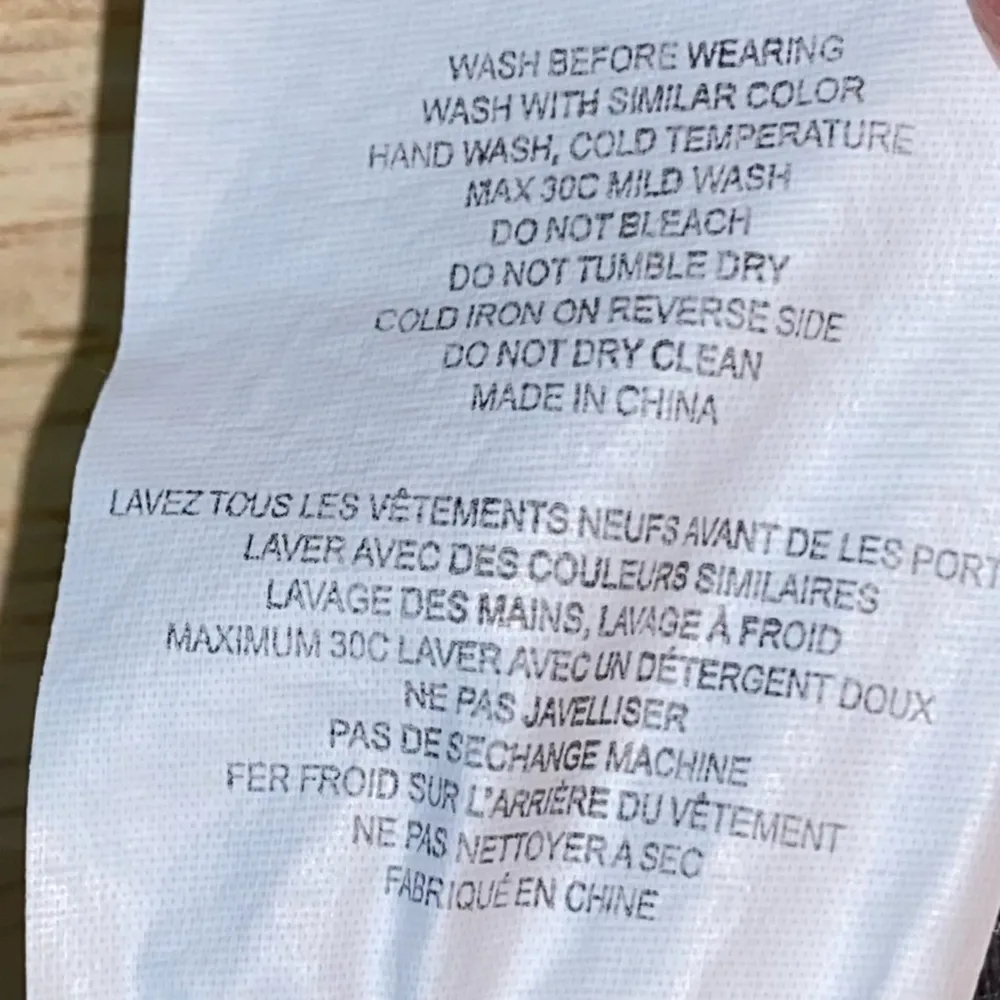 WASH BEFORE WEARING
WASH WITH SIMILAR COLOR
HAND WASH, COLD TEMPERATURE
MAX 30C MILD WASH
DO NOT BLEACH
DO NOT TUMBLE DRY
COLD IRON ON REVERSE SIDE
DO NOT DRY CLEAN
MADE IN CHINA
LAVEZ TOUS LES VÊTEMENTS NEUFS AVANT DE LES PORT
LAVER AVEC DES COULEURS SIMILAIRES
LAVAGE DES MAINS, LAVAGE À FROID
MAXIMUM 30C LAVER AVEC UN DÉTERGENT DOUX
NE PAS JAVELLISER
PAS DE SECHANGE MACHINE
FER FROID SUR L'ARRIÈRE DU VÊTEMENT
NE PAS NETTOYER A SEC
FABRIQUÉ EN CHINE